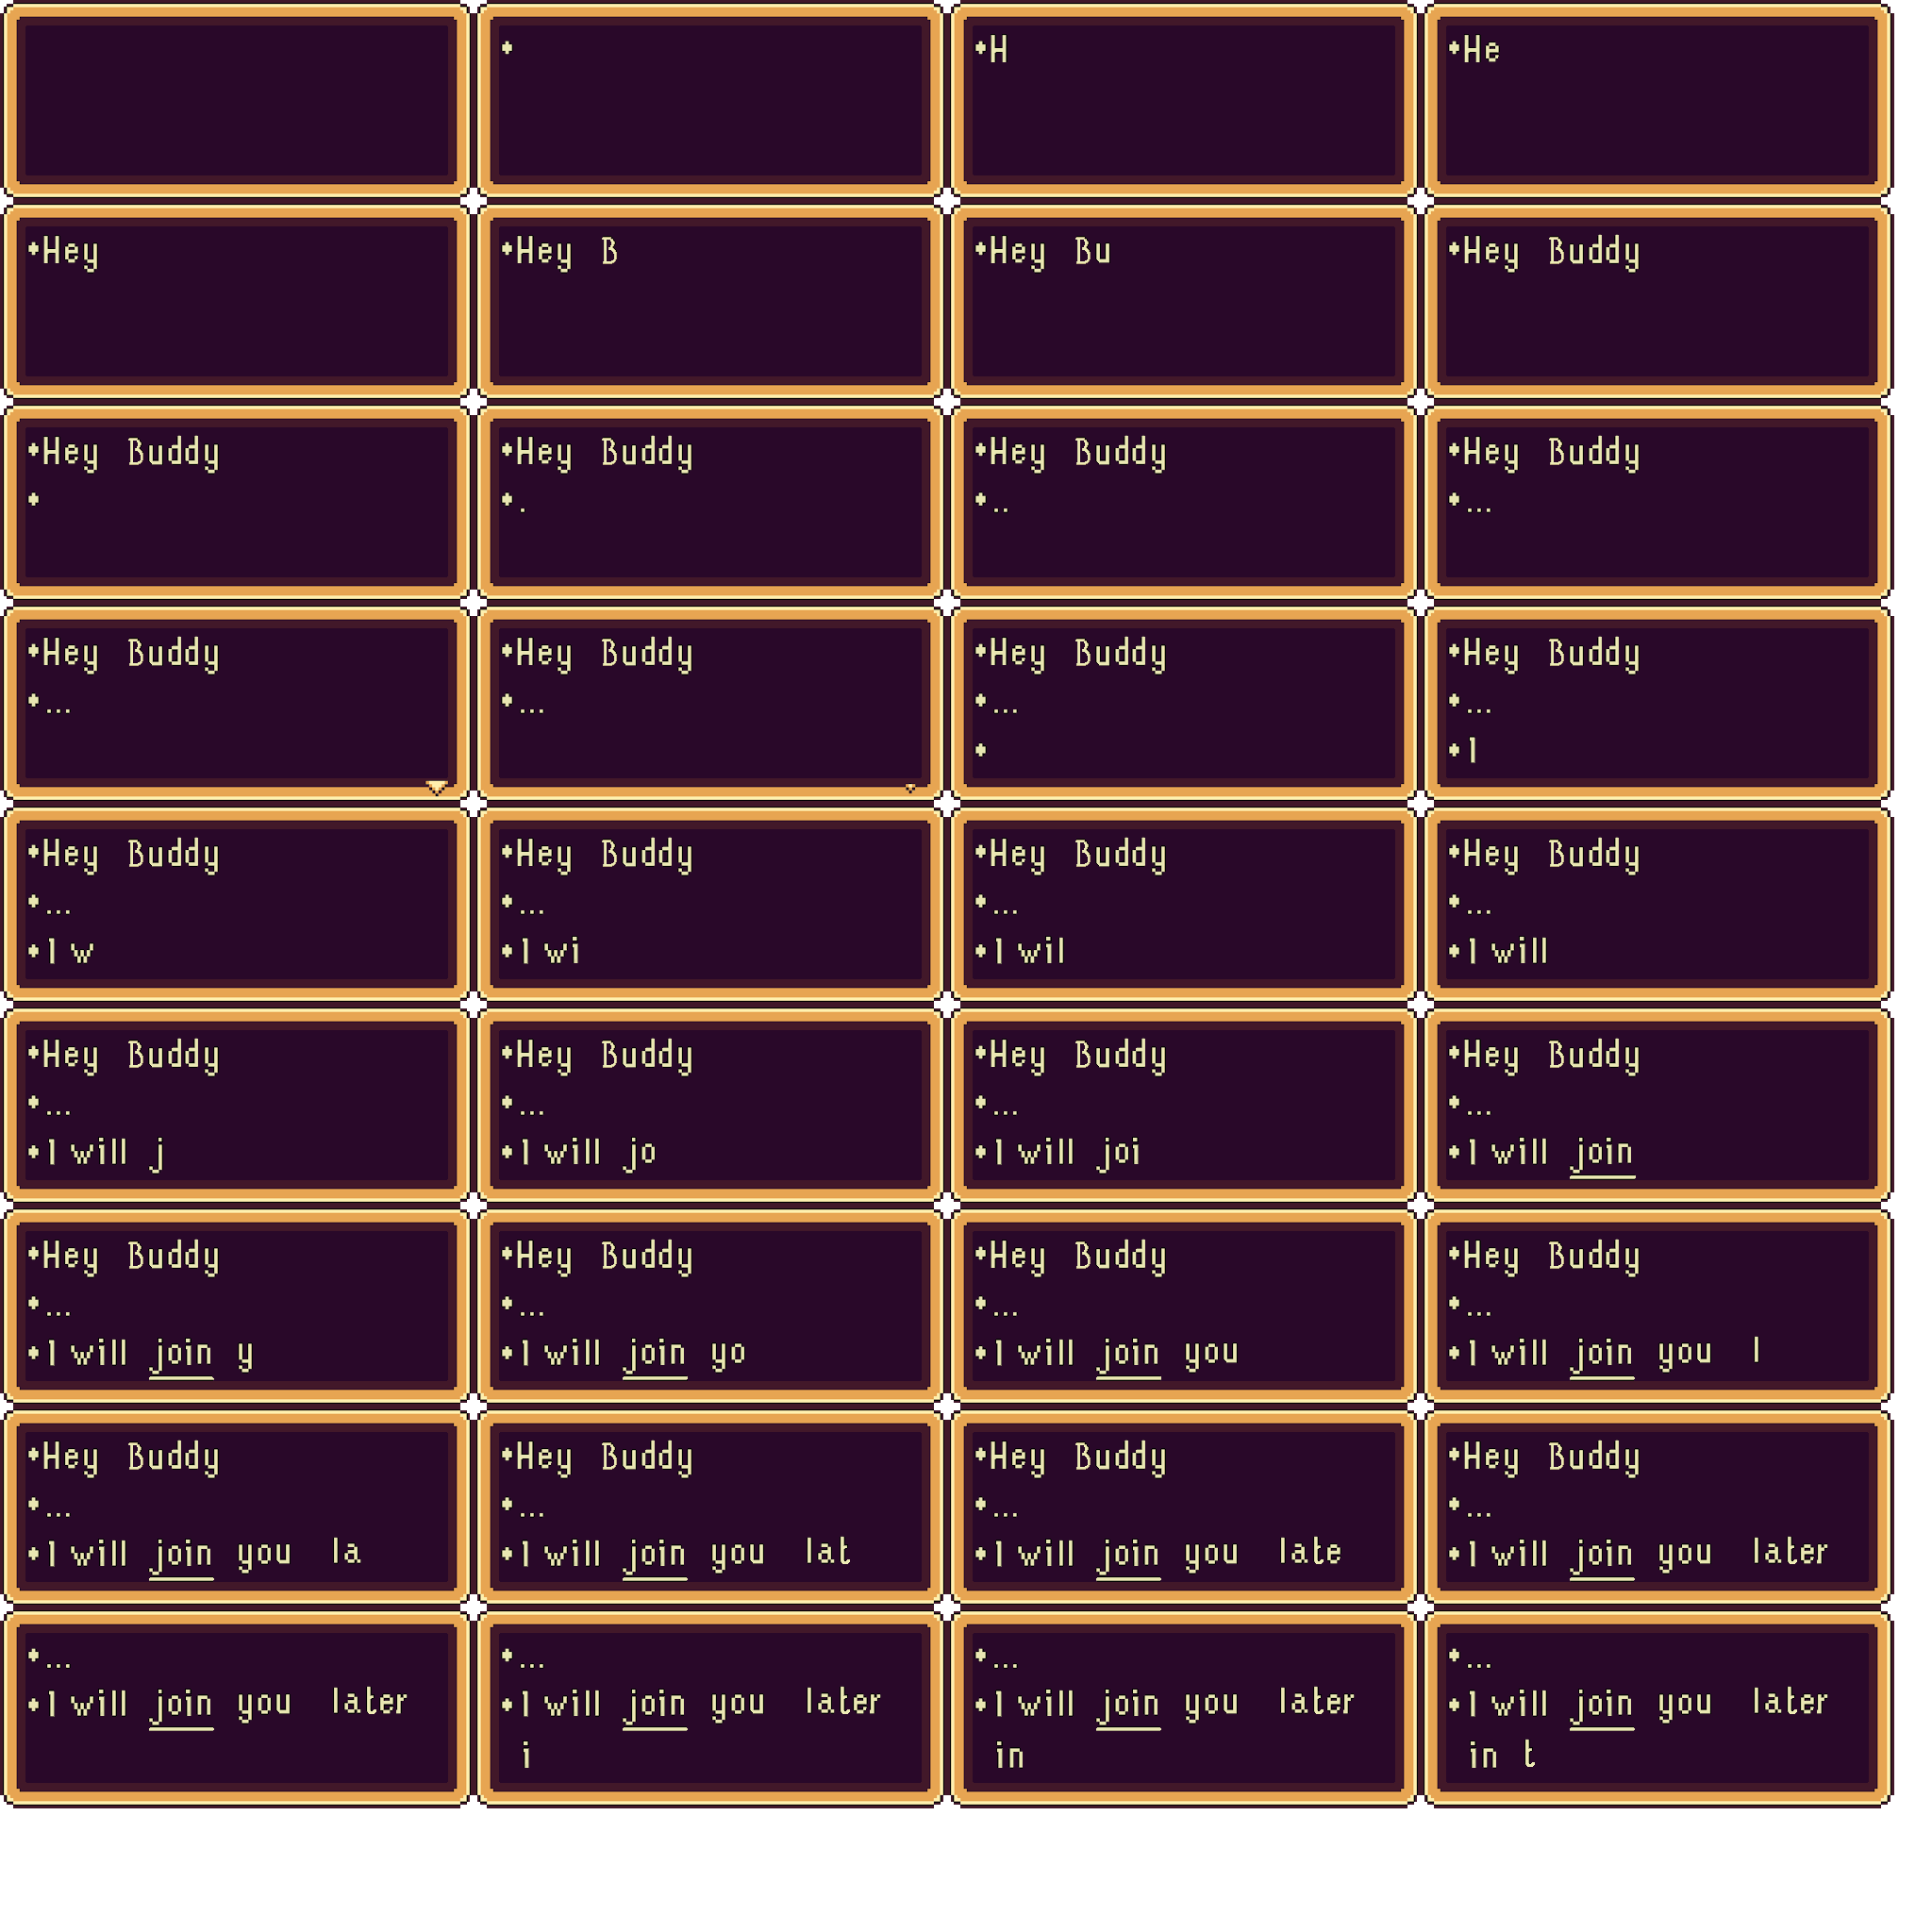 *
*H
*He
*Hey
*Hey B
*Hey Bu
*Hey Buddy
*Hey Buddy
*
*Hey Buddy
*.
*Hey Buddy
*..
*Hey Buddy
*...
*Hey Buddy
*...
*Hey Buddy
*...
*Hey Buddy
*...
*
*Hey Buddy
*...
*I
*Hey Buddy
*...
*I w
*Hey Buddy
*...
*I wi
*Hey Buddy
*...
*I wil
*Hey Buddy
*...
*I will
*Hey Buddy
*...
*I will j
*Hey Buddy
*...
*I will jo
*Hey Buddy
*...
*I will joi
*Hey Buddy
*...
*I will join
*Hey Buddy
*...
*I will join y
*Hey Buddy
*...
*I will join yo
*Hey Buddy
*...
*I will join you
*Hey Buddy
*...
*I will join you l
*Hey Buddy
*...
*I will join you la
*Hey Buddy
*...
*I will join you lat
*Hey Buddy
*...
*I will join you late
*Hey Buddy
*...
*I will join you later
*...
*I will join you later
*...
*I will join you later
i
*...
*I will join you later
in
*...
*I will join you later
in t